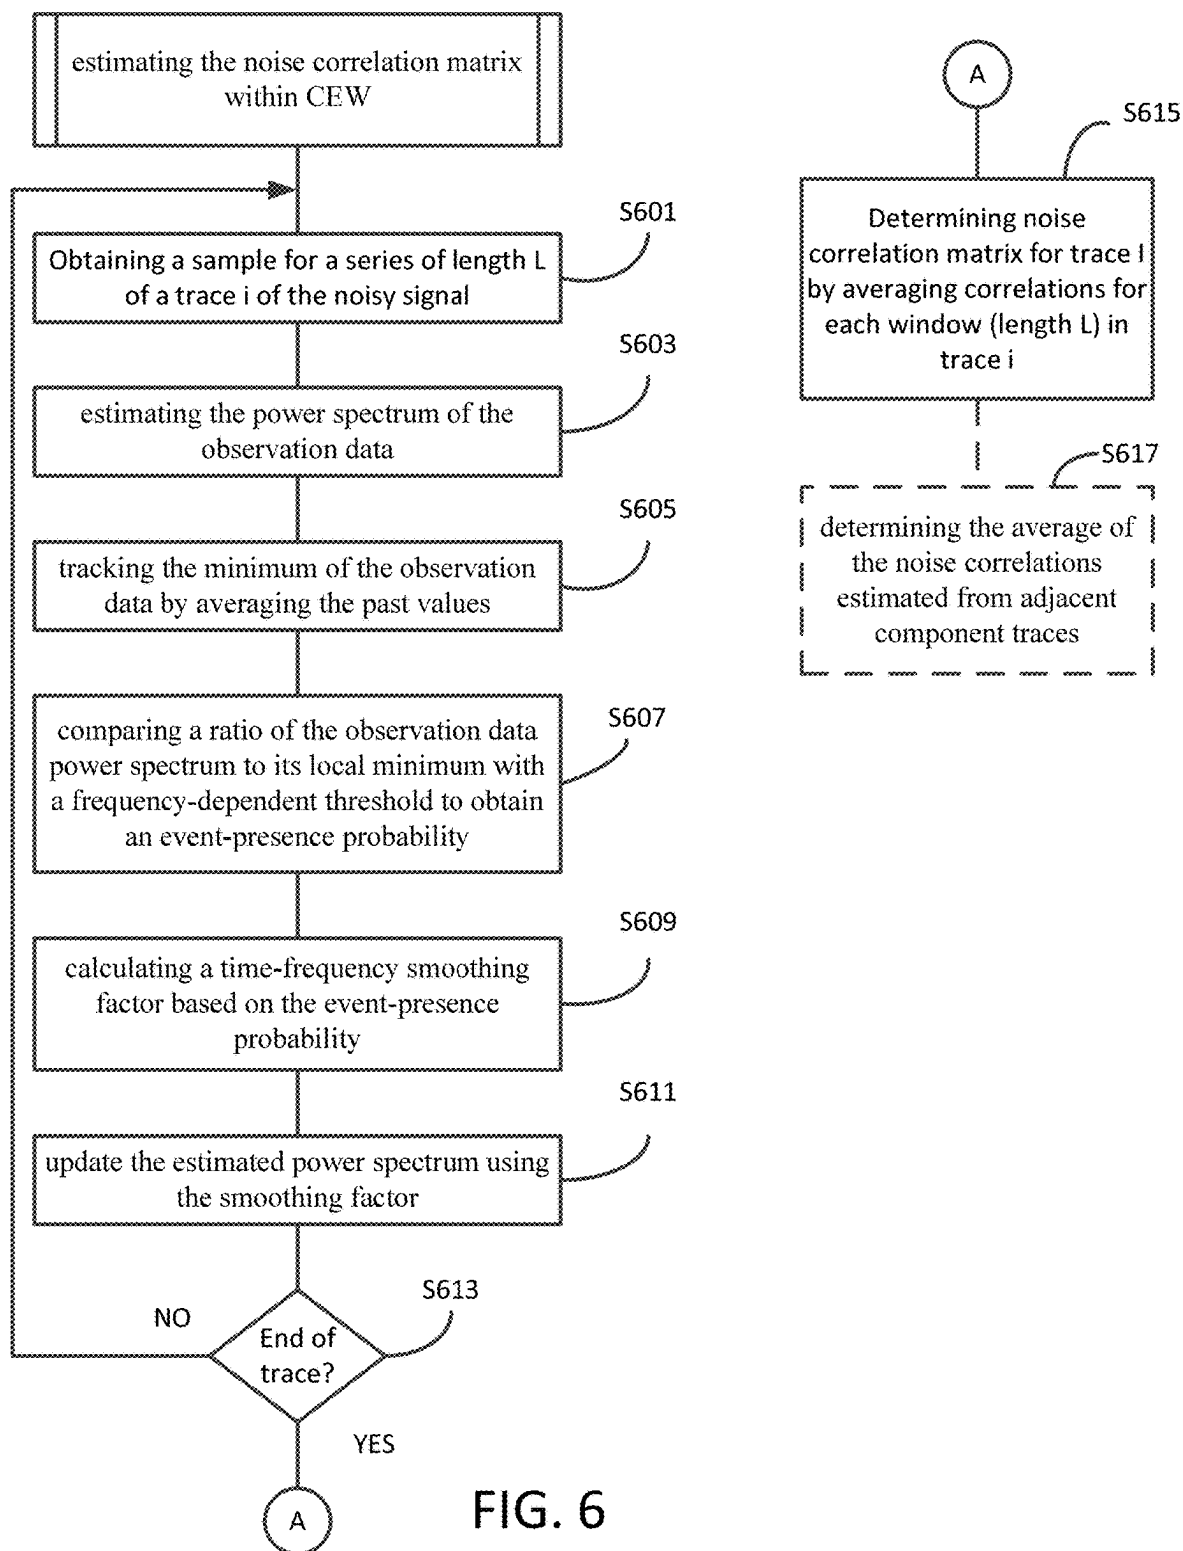 estimating the noise correlation matrix
within CEW
S601
Obtaining a sample for a series of length L
of a trace i of the noisy signal
S603
estimating the power spectrum of the
observation data
S605
tracking the minimum of the observation
data by averaging the past values
S607
comparing a ratio of the observation data
power spectrum to its local minimum with
a frequency-dependent threshold to obtain
an event-presence probability
S609
calculating a time-frequency smoothing
factor based on the event-presence
probability
S611
update the estimated power spectrum using
the smoothing factor
S613
NO
End of
trace?
YES
A
A
S615
Determining noise
correlation matrix for trace I
by averaging correlations for
each window (length L) in
trace i
S617
determining the average of
the noise correlations
estimated from adjacent
component traces
FIG. 6